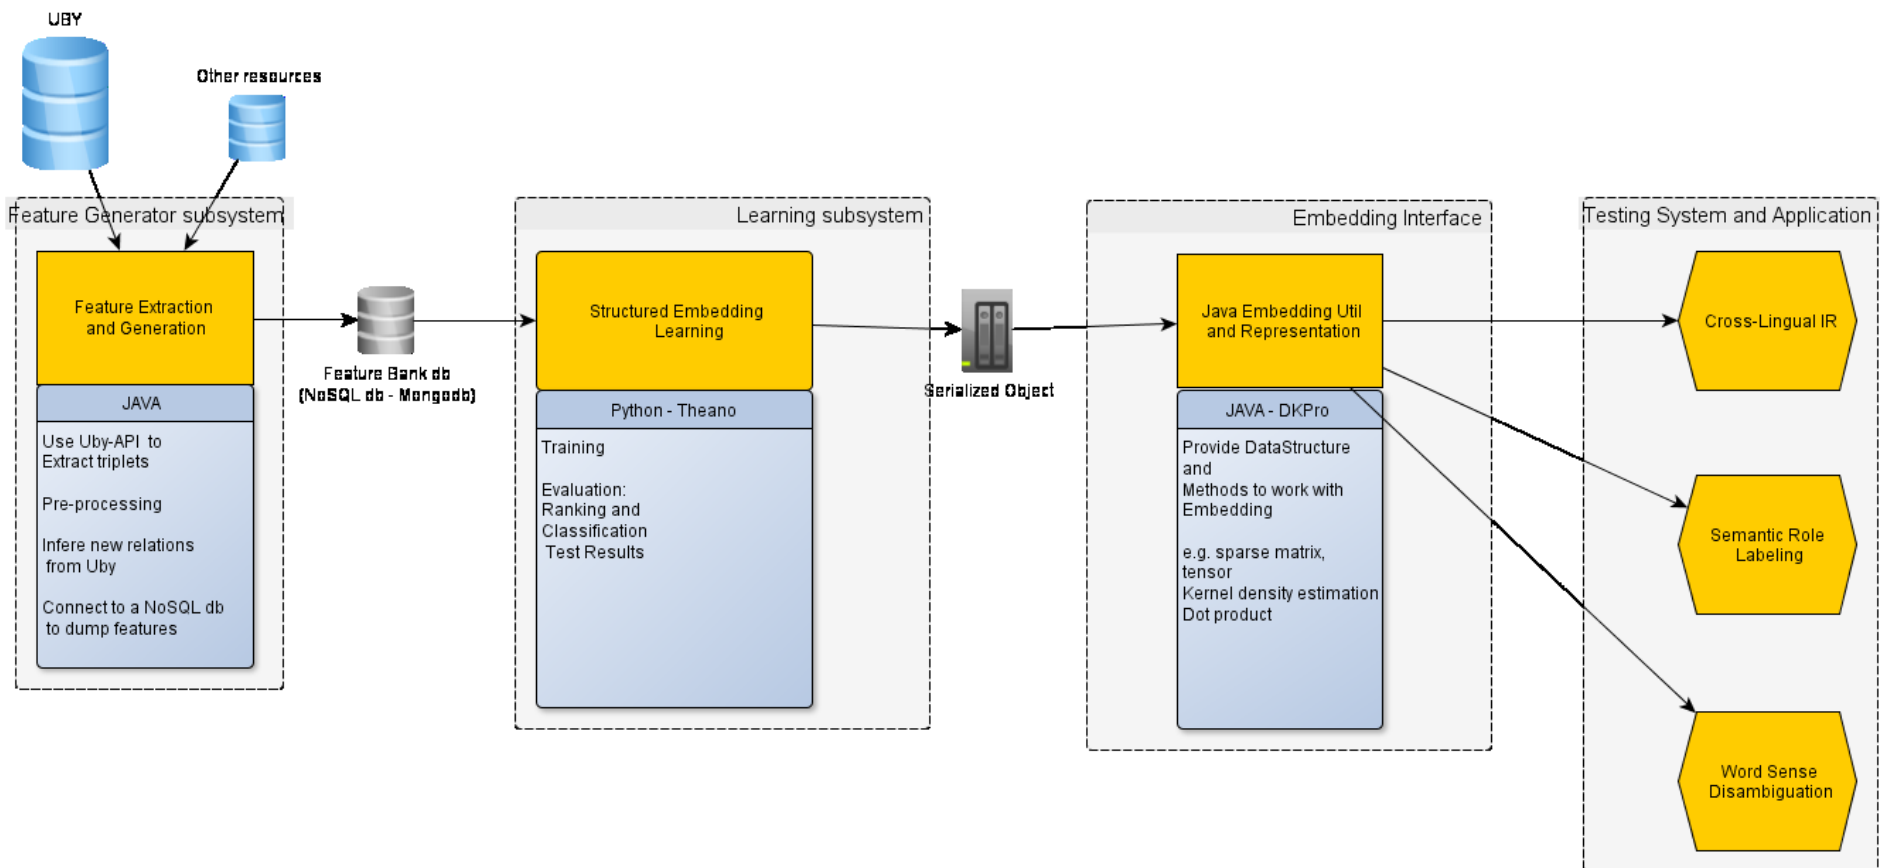 UBY
Other resources
Feature Generator subsystem
Feature Extraction
and Generation
JAVA
Use Uby-API to
Extract triplets
Pre-processing
Infere new relations
from Uby
Connect to a NoSQL db
to dump features
Feature Bank db
(NoSQL db - Mongodb)
Learning subsystem
Structured Embedding
Learning
Python - Theano
Training
Evaluation:
Ranking and
Classification
Test Results
Serialized Object
Embedding Interface
Java Embedding Util
and Representation
JAVA - DKPro
Provide DataStructure
and
Methods to work with
Embedding
e.g. sparse matrix,
tensor
Kernel density estimation
Dot product
Testing System and Application
Cross-Lingual IR
Semantic Role
Labeling
Word Sense
Disambiguation